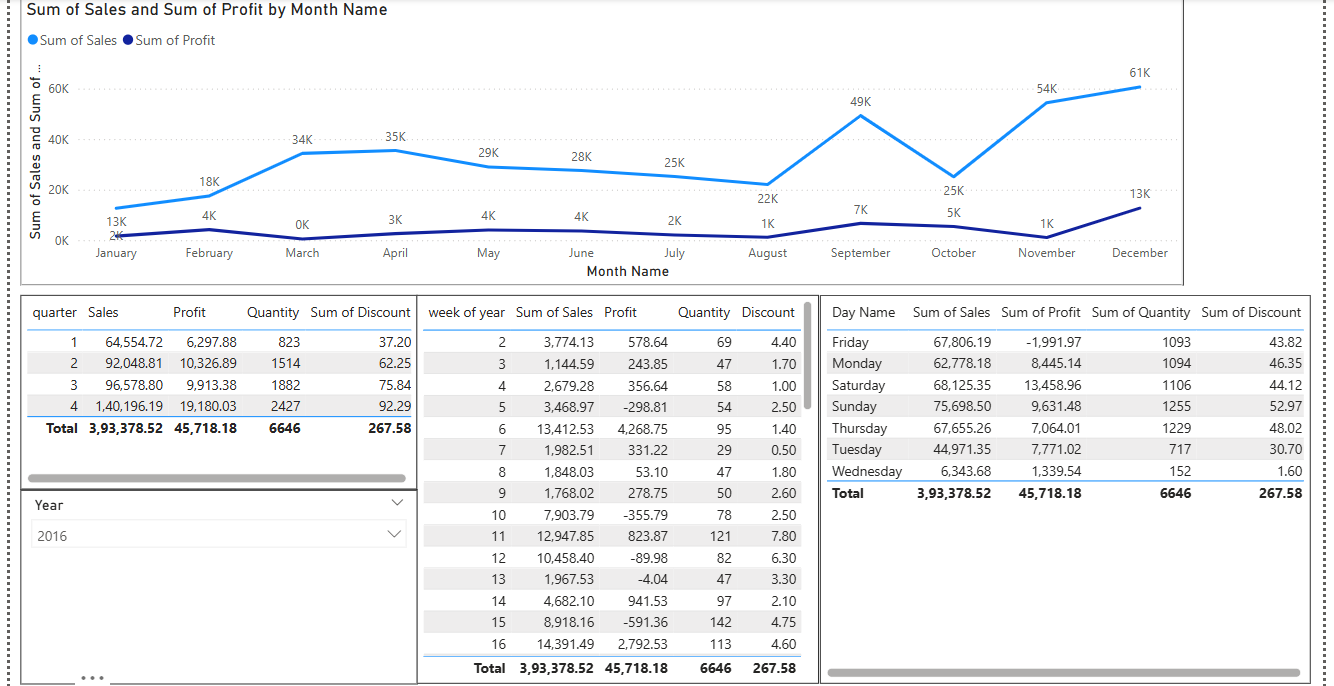 Sum of Sales and Sum of Profit by Month Name
Sum of Sales Sum of Profit
Sum of Sales and Sum of ...
60K
40K
20K
0K
13K 18K 34K 35K 29K 28K 25K 22K 49K 25K 54K 61K
2K 4K 0K 3K 4K 4K 2K 1K 7K 5K 1K 13K
January February March April May June July August September October November December
Month Name
quarter Sales Profit Quantity Sum of Discount
1 64,554.72 6,297.88 823 37.20
2 92,048.81 10,326.89 1514 62.25
3 96,578.80 9,913.38 1882 75.84
4 1,40,196.19 19,180.03 2427 92.29
Total 3,93,378.52 45,718.18 6646 267.58
Year
2016
week of year Sum of Sales Profit Quantity Discount
2 3,774.13 578.64 69 4.40
3 1,144.59 243.85 47 1.70
4 2,679.28 356.64 58 1.00
5 3,468.97 -298.81 54 2.50
6 13,412.53 4,268.75 95 1.40
7 1,982.51 331.22 29 0.50
8 1,848.03 53.10 47 1.80
9 1,768.02 278.75 50 2.60
10 7,903.79 -355.79 78 2.50
11 12,947.85 823.87 121 7.80
12 10,458.40 -89.98 82 6.30
13 1,967.53 -4.04 47 3.30
14 4,682.10 941.53 97 2.10
15 8,918.16 -591.36 142 4.75
16 14,391.49 2,792.53 113 4.60
Total 3,93,378.52 45,718.18 6646 267.58
Day Name Sum of Sales Sum of Profit Sum of Quantity Sum of Discount
Friday 67,806.19 -1,991.97 1093 43.82
Monday 62,778.18 8,445.14 1094 46.35
Saturday 68,125.35 13,458.96 1106 44.12
Sunday 75,698.50 9,631.48 1255 52.97
Thursday 67,655.26 7,064.01 1229 48.02
Tuesday 44,971.35 7,771.02 717 30.70
Wednesday 6,343.68 1,339.54 152 1.60
Total 3,93,378.52 45,718.18 6646 267.58